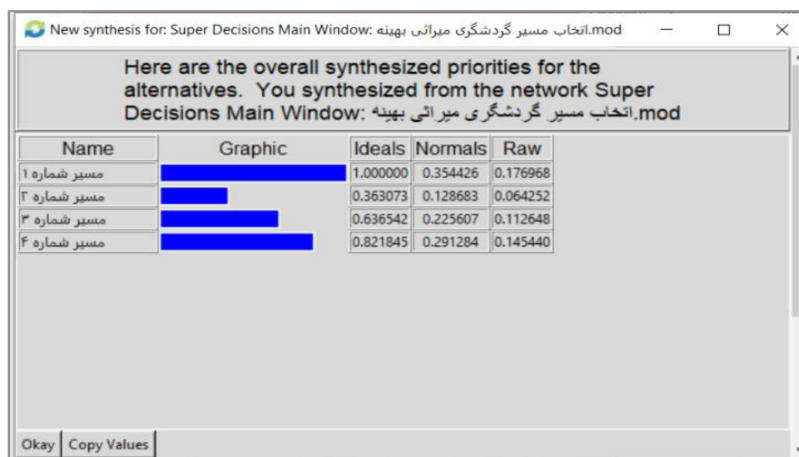 New synthesis for: Super Decisions Main Window: اتخاب مسیر گردشگری میراثی بهینه.mod
Here are the overall synthesized priorities for the
alternatives. You synthesized from the network Super
Decisions Main Window: اتخاب مسیر گردشگری میراثی بهینه.mod
Name Graphic Ideals Normals Raw
مسیر شماره ۱ 1.000000 0.354426 0.176968
مسیر شماره ۲ 0.363073 0.128683 0.064252
مسیر شماره ۳ 0.636542 0.225607 0.112648
مسیر شماره ۴ 0.821845 0.291284 0.145440
Okay Copy Values